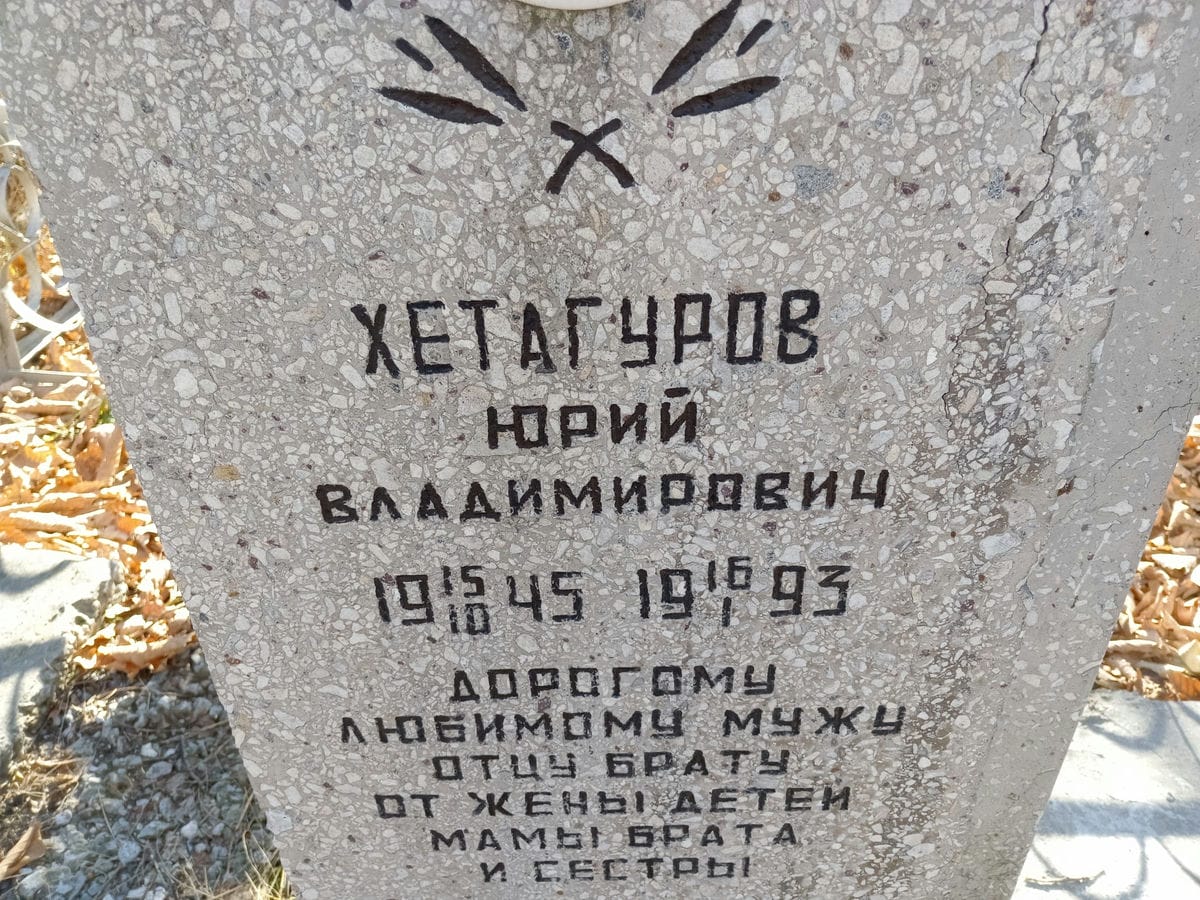 ХЕТАГУРОВ
ЮРИЙ
ВЛАДИМИРОВИЧ
19 15/10 45 19 16/1 93
ДОРОГОМУ
ЛЮБИМОМУ МУЖУ
ОТЦУ БРАТУ
ОТ ЖЕНЫ ДЕТЕЙ
МАМЫ БРАТА
И СЕСТРЫ